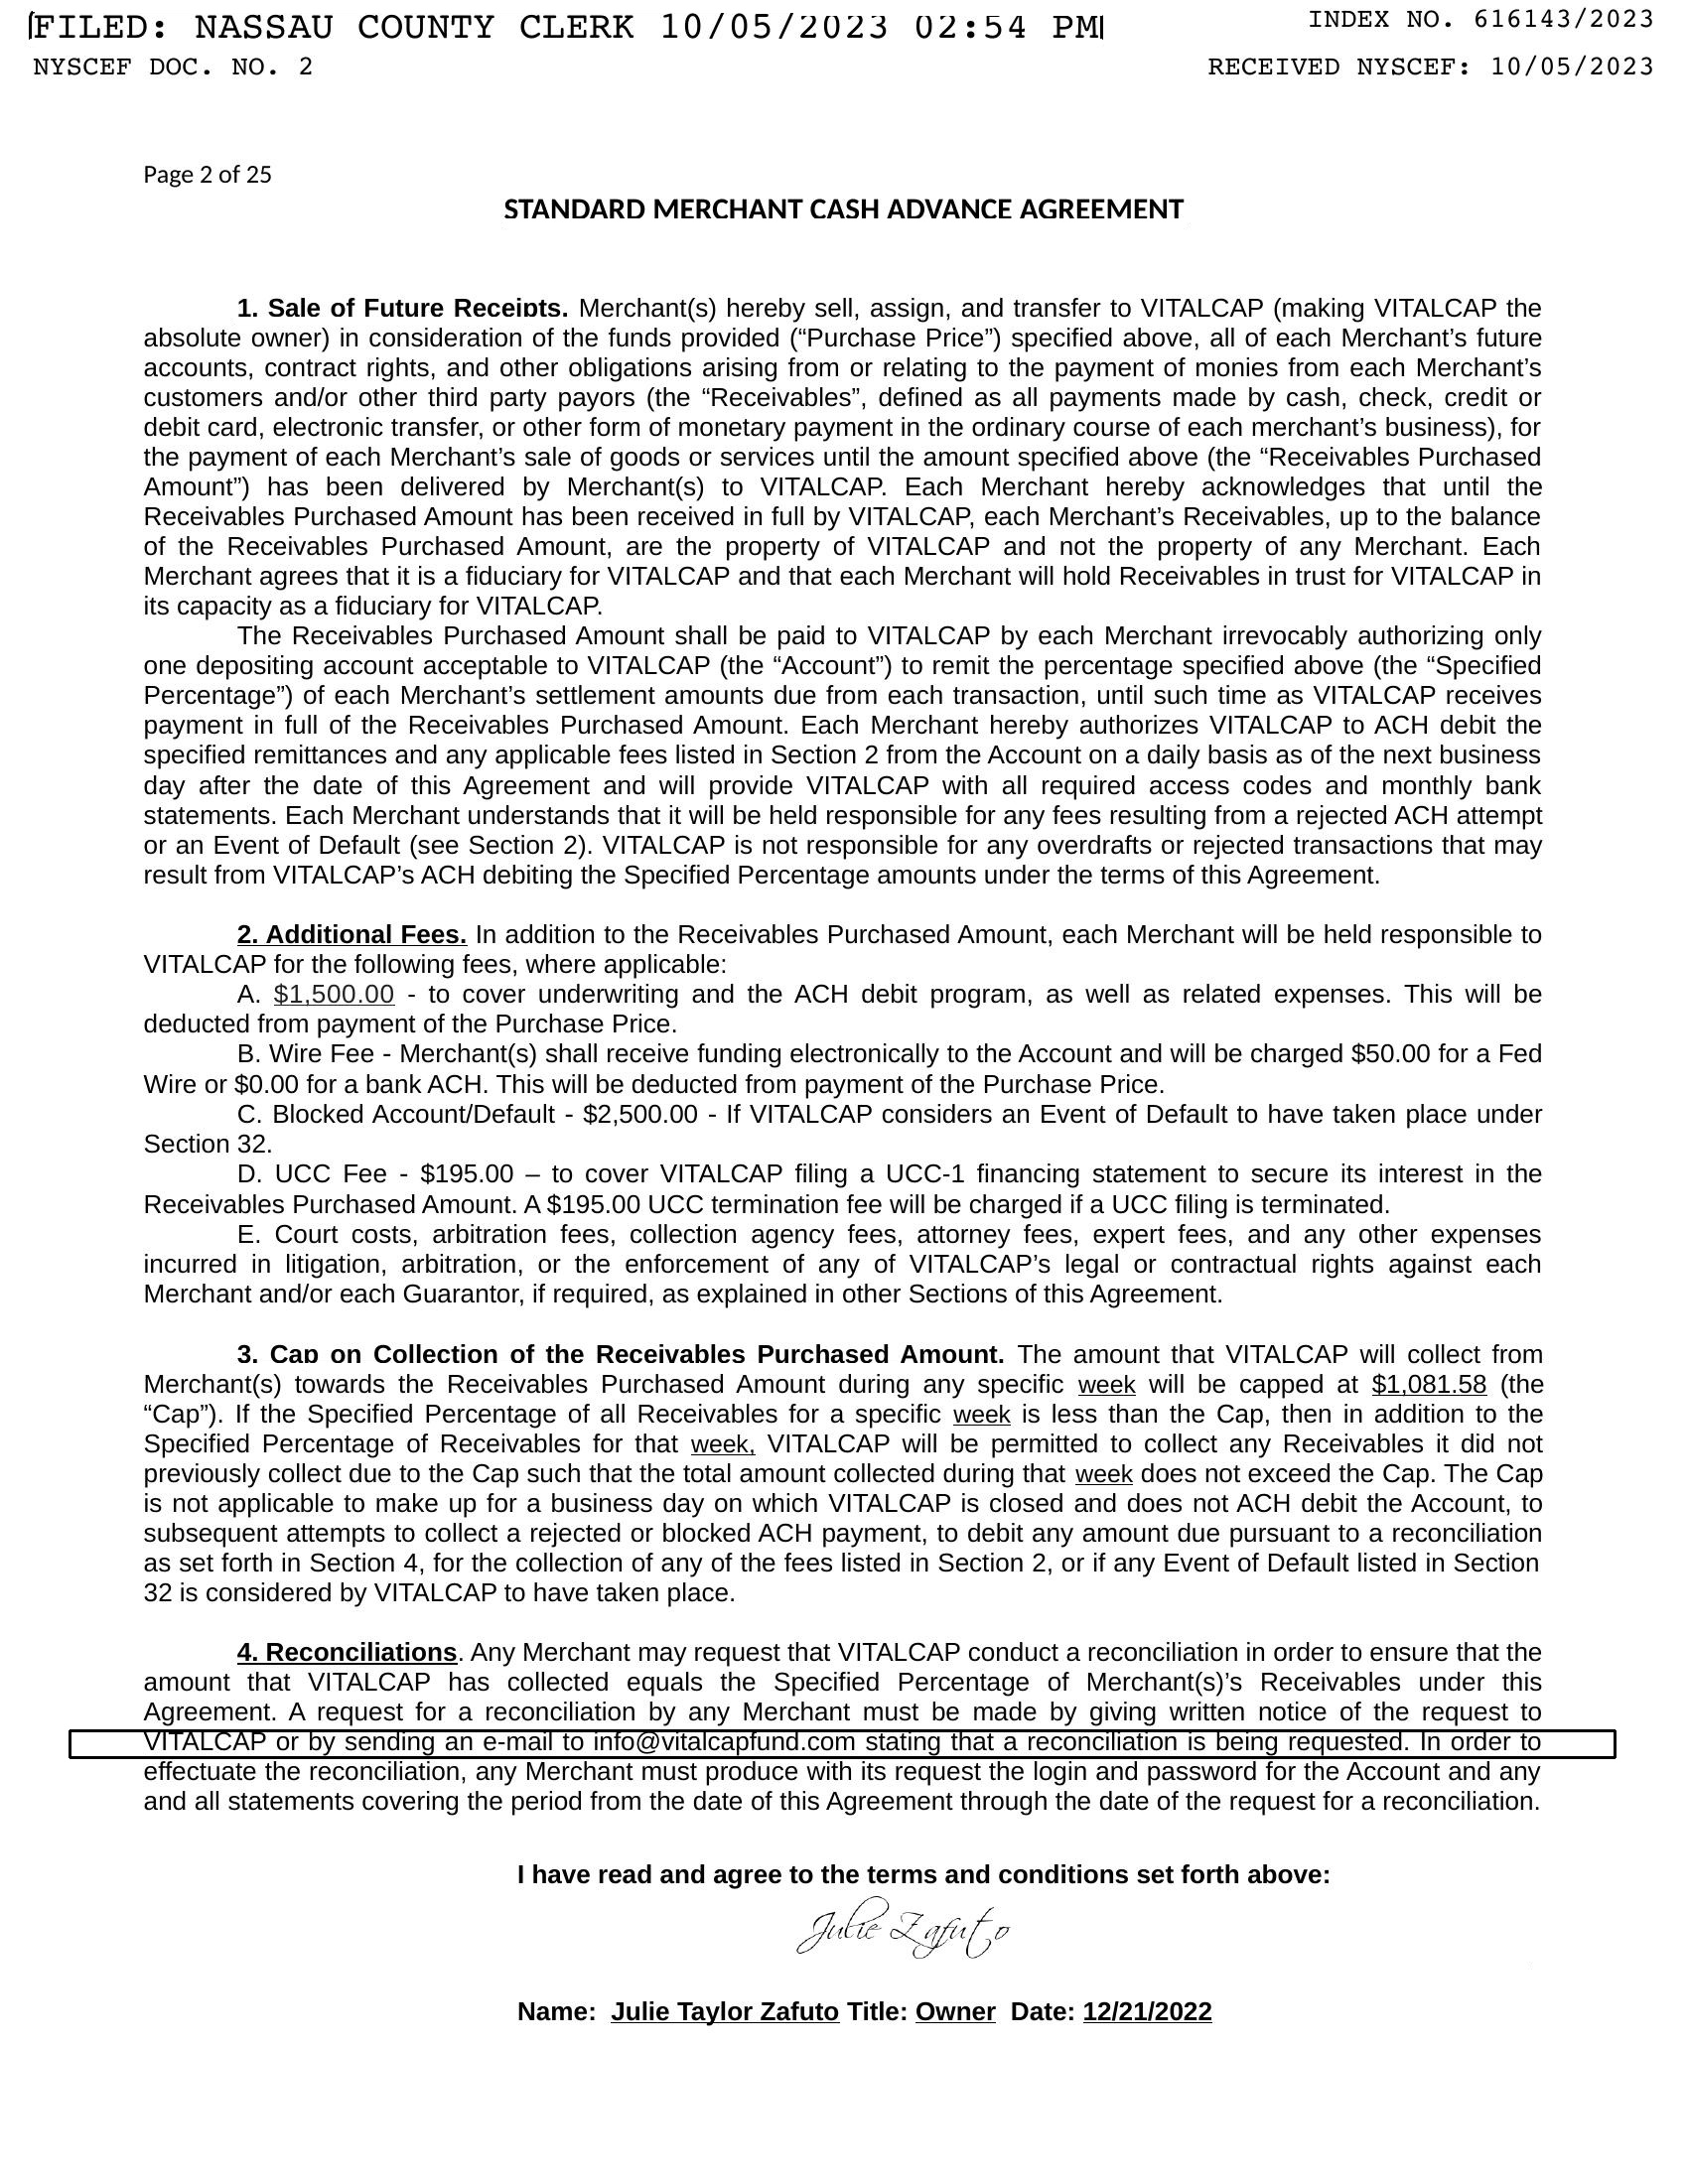 FILED: NASSAU COUNTY CLERK 10/05/2023 02:54 PM
INDEX NO. 616143/2023
NYSCEF DOC. NO. 2
RECEIVED NYSCEF: 10/05/2023
Page 2 of 25
STANDARD MERCHANT CASH ADVANCE AGREEMENT
1. Sale of Future Receipts. Merchant(s) hereby sell, assign, and transfer to VITALCAP (making VITALCAP the
absolute owner) in consideration of the funds provided (“Purchase Price”) specified above, all of each Merchant’s future
accounts, contract rights, and other obligations arising from or relating to the payment of monies from each Merchant’s
customers and/or other third party payors (the “Receivables”, defined as all payments made by cash, check, credit or
debit card, electronic transfer, or other form of monetary payment in the ordinary course of each merchant’s business), for
the payment of each Merchant’s sale of goods or services until the amount specified above (the “Receivables Purchased
Amount”) has been delivered by Merchant(s) to VITALCAP. Each Merchant hereby acknowledges that until the
Receivables Purchased Amount has been received in full by VITALCAP, each Merchant’s Receivables, up to the balance
of the Receivables Purchased Amount, are the property of VITALCAP and not the property of any Merchant. Each
Merchant agrees that it is a fiduciary for VITALCAP and that each Merchant will hold Receivables in trust for VITALCAP in
its capacity as a fiduciary for VITALCAP.
The Receivables Purchased Amount shall be paid to VITALCAP by each Merchant irrevocably authorizing only
one depositing account acceptable to VITALCAP (the “Account”) to remit the percentage specified above (the “Specified
Percentage”) of each Merchant’s settlement amounts due from each transaction, until such time as VITALCAP receives
payment in full of the Receivables Purchased Amount. Each Merchant hereby authorizes VITALCAP to ACH debit the
specified remittances and any applicable fees listed in Section 2 from the Account on a daily basis as of the next business
day after the date of this Agreement and will provide VITALCAP with all required access codes and monthly bank
statements. Each Merchant understands that it will be held responsible for any fees resulting from a rejected ACH attempt
or an Event of Default (see Section 2). VITALCAP is not responsible for any overdrafts or rejected transactions that may
result from VITALCAP’s ACH debiting the Specified Percentage amounts under the terms of this Agreement.
2. Additional Fees. In addition to the Receivables Purchased Amount, each Merchant will be held responsible to
VITALCAP for the following fees, where applicable:
A. $1,500.00 - to cover underwriting and the ACH debit program, as well as related expenses. This will be
deducted from payment of the Purchase Price.
B. Wire Fee - Merchant(s) shall receive funding electronically to the Account and will be charged $50.00 for a Fed
Wire or $0.00 for a bank ACH. This will be deducted from payment of the Purchase Price.
C. Blocked Account/Default - $2,500.00 - If VITALCAP considers an Event of Default to have taken place under
Section 32.
D. UCC Fee - $195.00 – to cover VITALCAP filing a UCC-1 financing statement to secure its interest in the
Receivables Purchased Amount. A $195.00 UCC termination fee will be charged if a UCC filing is terminated.
E. Court costs, arbitration fees, collection agency fees, attorney fees, expert fees, and any other expenses
incurred in litigation, arbitration, or the enforcement of any of VITALCAP’s legal or contractual rights against each
Merchant and/or each Guarantor, if required, as explained in other Sections of this Agreement.
3. Cap on Collection of the Receivables Purchased Amount. The amount that VITALCAP will collect from
Merchant(s) towards the Receivables Purchased Amount during any specific week will be capped at $1,081.58 (the
“Cap”). If the Specified Percentage of all Receivables for a specific week is less than the Cap, then in addition to the
Specified Percentage of Receivables for that week, VITALCAP will be permitted to collect any Receivables it did not
previously collect due to the Cap such that the total amount collected during that week does not exceed the Cap. The Cap
is not applicable to make up for a business day on which VITALCAP is closed and does not ACH debit the Account, to
subsequent attempts to collect a rejected or blocked ACH payment, to debit any amount due pursuant to a reconciliation
as set forth in Section 4, for the collection of any of the fees listed in Section 2, or if any Event of Default listed in Section
32 is considered by VITALCAP to have taken place.
4. Reconciliations. Any Merchant may request that VITALCAP conduct a reconciliation in order to ensure that the
amount that VITALCAP has collected equals the Specified Percentage of Merchant(s)’s Receivables under this
Agreement. A request for a reconciliation by any Merchant must be made by giving written notice of the request to
VITALCAP or by sending an e-mail to info@vitalcapfund.com stating that a reconciliation is being requested. In order to
effectuate the reconciliation, any Merchant must produce with its request the login and password for the Account and any
and all statements covering the period from the date of this Agreement through the date of the request for a reconciliation.
I have read and agree to the terms and conditions set forth above:
Julie Zafuto
Name: Julie Taylor Zafuto Title: Owner Date: 12/21/2022